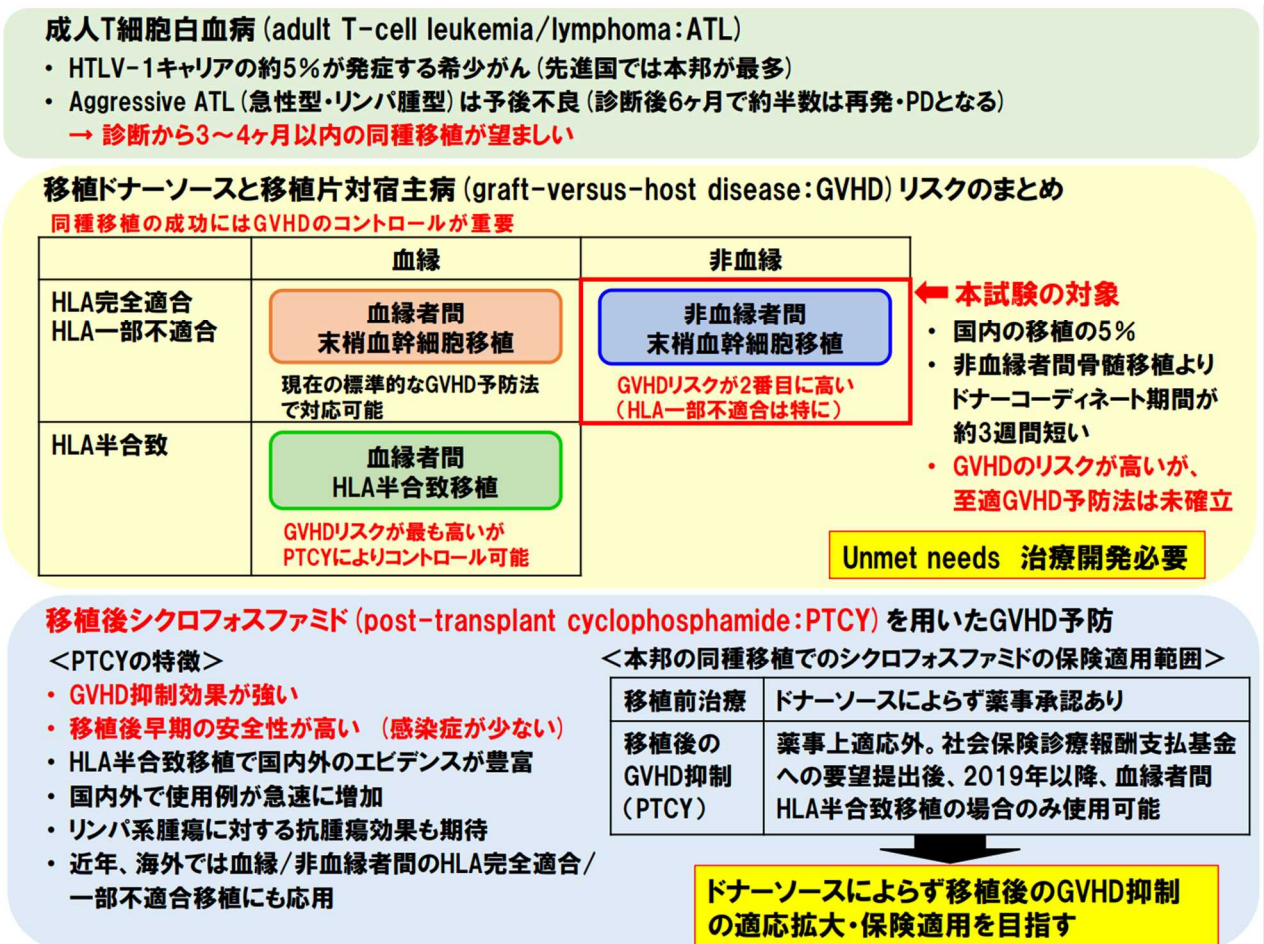 成人T細胞白血病(adult T-cell leukemia/lymphoma:ATL)
・ HTLV-1キャリアの約5%が発症する希少がん(先進国では本邦が最多)
・ Aggressive ATL(急性型・リンパ腫型)は予後不良(診断後6ヶ月で約半数は再発・PDとなる)
→ 診断から3~4ヶ月以内の同種移植が望ましい
移植ドナーソースと移植片対宿主病(graft-versus-host disease:GVHD)リスクのまとめ
同種移植の成功にはGVHDのコントロールが重要
血縁
非血縁
HLA完全適合
HLA一部不適合
血縁者間
末梢血幹細胞移植
現在の標準的なGVHD予防法
で対応可能
非血縁者間
末梢血幹細胞移植
GVHDリスクが2番目に高い
(HLA一部不適合は特に)
HLA半合致
血縁者間
HLA半合致移植
GVHDリスクが最も高いが
PTCYによりコントロール可能
本試験の対象
・ 国内の移植の5%
・ 非血縁者間骨髄移植より
ドナーコーディネート期間が
約3週間短い
・ GVHDのリスクが高いが、
至適GVHD予防法は未確立
Unmet needs 治療開発必要
移植後シクロフォスファミド(post-transplant cyclophosphamide:PTCY)を用いたGVHD予防
<PTCYの特徴>
・ GVHD抑制効果が強い
・ 移植後早期の安全性が高い (感染症が少ない)
・ HLA半合致移植で国内外のエビデンスが豊富
・ 国内外で使用例が急速に増加
・ リンパ系腫瘍に対する抗腫瘍効果も期待
・ 近年、海外では血縁/非血縁者間のHLA完全適合/
一部不適合移植にも応用
<本邦の同種移植でのシクロフォスファミドの保険適用範囲>
移植前治療
ドナーソースによらず薬事承認あり
移植後の
GVHD抑制
(PTCY)
薬事上適応外。社会保険診療報酬支払基金
への要望提出後、2019年以降、血縁者間
HLA半合致移植の場合のみ使用可能
ドナーソースによらず移植後のGVHD抑制
の適応拡大・保険適用を目指す